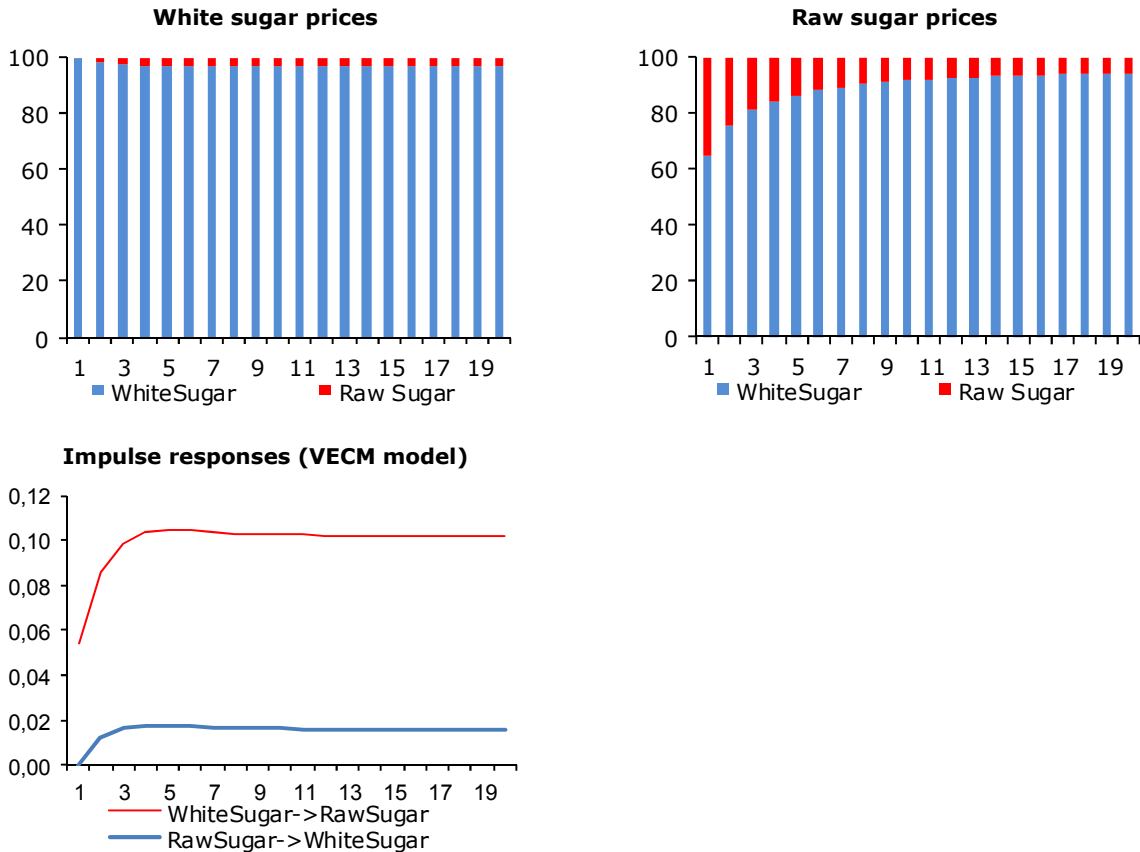 White sugar prices
100
80
60
40
20
0
1 3 5 7 9 11 13 15 17 19
WhiteSugar Raw Sugar
Raw sugar prices
100
80
60
40
20
0
1 3 5 7 9 11 13 15 17 19
WhiteSugar Raw Sugar
Impulse responses (VECM model)
0,12
0,10
0,08
0,06
0,04
0,02
0,00
1 3 5 7 9 11 13 15 17 19
WhiteSugar->RawSugar
RawSugar->WhiteSugar